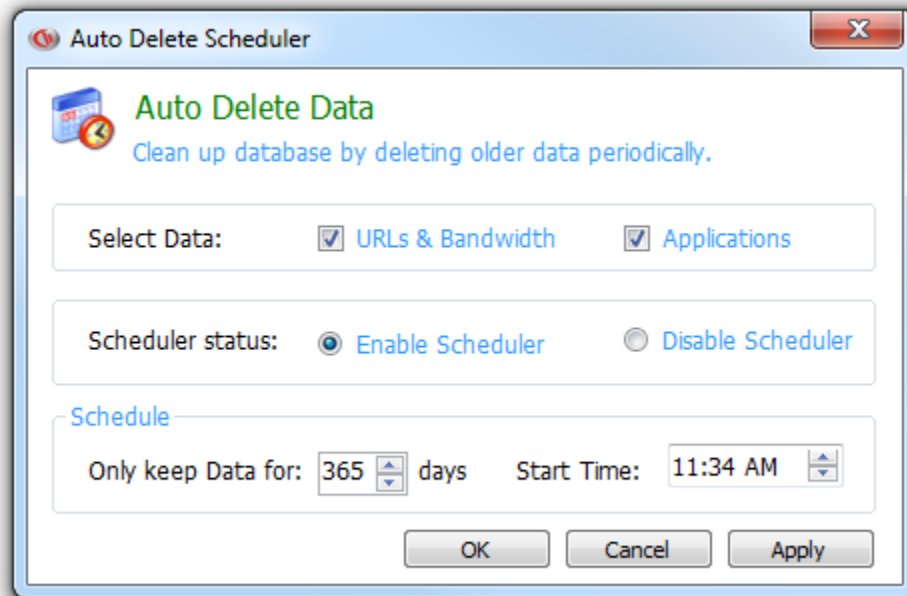 Auto Delete Scheduler
Auto Delete Data
Clean up database by deleting older data periodically.
Select Data: URLs & Bandwidth Applications
Scheduler status: Enable Scheduler Disable Scheduler
Schedule
Only keep Data for: 365 days Start Time: 11:34 AM
OK Cancel Apply